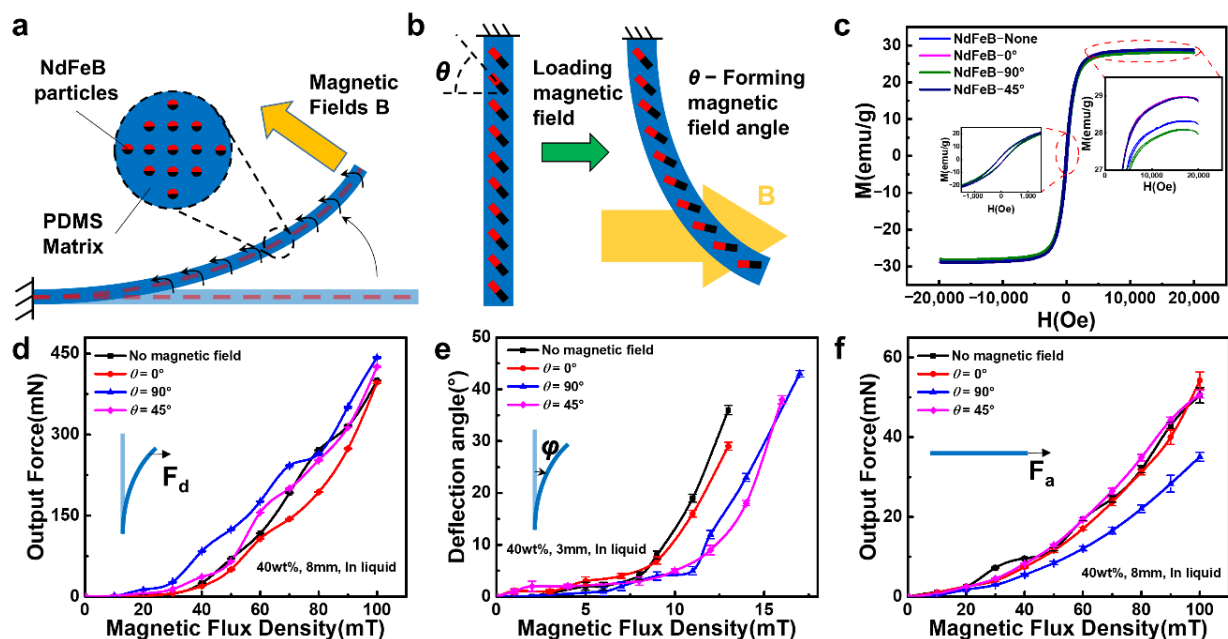 a
NdFeB
particles
Magnetic
Fields B
PDMS
Matrix
b
θ
Loading
magnetic
field
θ – Forming
magnetic
field angle
B
c
NdFeB−None
NdFeB−0°
NdFeB−90°
NdFeB−45°
M(emu/g)
30
20
10
0
−10
−20
−30
−20,000
−10,000
0
10,000
20,000
H(Oe)
M(emu/g)
20
10
0
−10
−20
−1,000
0
1,000
H(Oe)
M(emu/g)
29
28
27
0
10,000
20,000
H(Oe)
d
No magnetic field
θ = 0°
θ = 90°
θ = 45°
Output Force(mN)
450
300
150
0
F_d
40wt%, 8mm, In liquid
0 20 40 60 80 100
Magnetic Flux Density(mT)
e
No magnetic field
θ = 0°
θ = 90°
θ = 45°
Deflection angle(°)
50
40
30
20
10
0
φ
40wt%, 3mm, In liquid
0 5 10 15
Magnetic Flux Density(mT)
f
No magnetic field
θ = 0°
θ = 90°
θ = 45°
Output Force(mN)
60
40
20
0
F_a
40wt%, 8mm, In liquid
0 20 40 60 80 100
Magnetic Flux Density(mT)